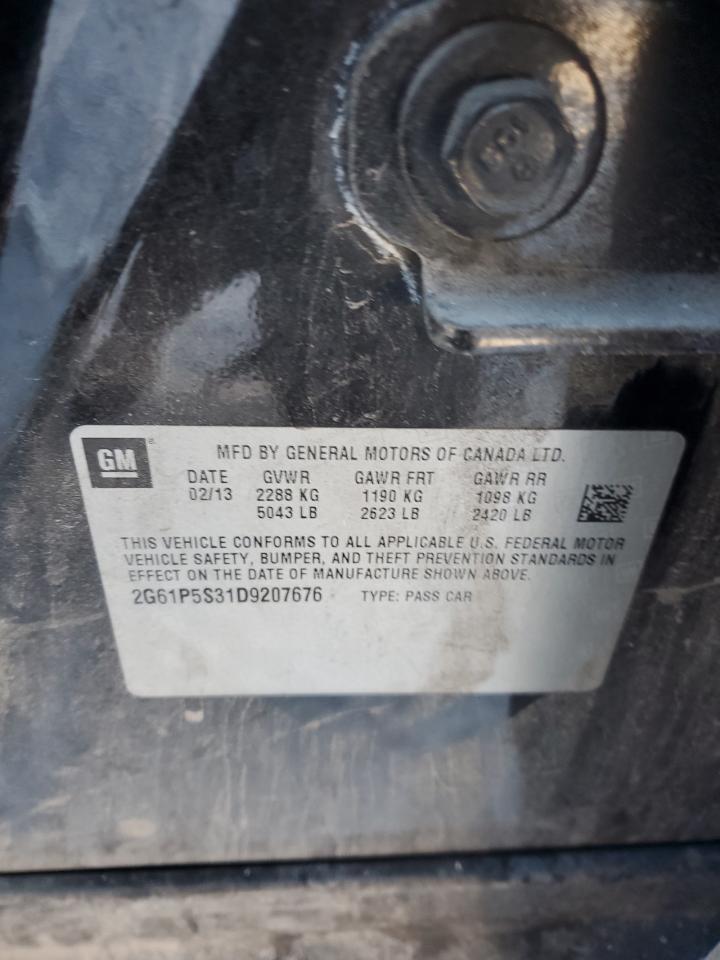 GM
MFD BY GENERAL MOTORS OF CANADA LTD.
DATE GVWR GAWR FRT GAWR RR
02/13 2288 KG 1190 KG 1098 KG
5043 LB 2623 LB 2420 LB
THIS VEHICLE CONFORMS TO ALL APPLICABLE U.S. FEDERAL MOTOR
VEHICLE SAFETY, BUMPER, AND THEFT PREVENTION STANDARDS IN
EFFECT ON THE DATE OF MANUFACTURE SHOWN ABOVE.
2G61P5S31D9207676 TYPE: PASS CAR